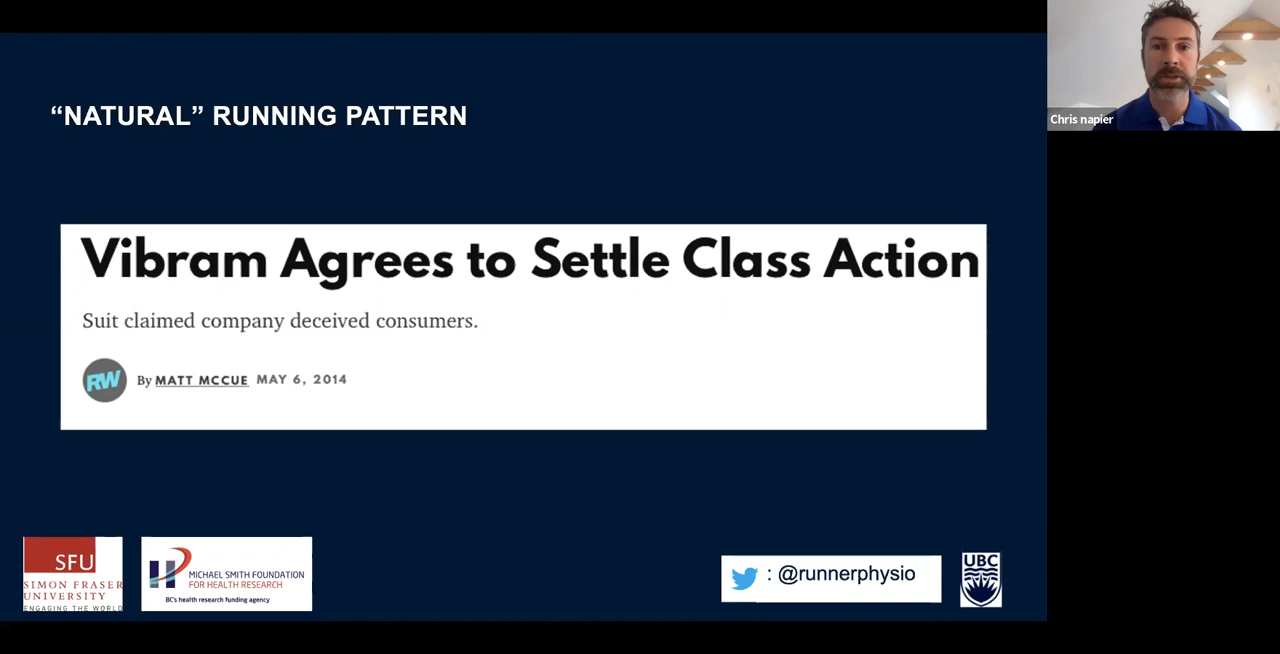 “NATURAL” RUNNING PATTERN
Chris napier
Vibram Agrees to Settle Class Action
Suit claimed company deceived consumers.
RW
By MATT MCCUE MAY 6, 2014
SFU
SIMON FRASER
UNIVERSITY
ENGAGING THE WORLD
MICHAEL SMITH FOUNDATION
FOR HEALTH RESEARCH
BC's health research funding agency
: @runnerphysio
UBC